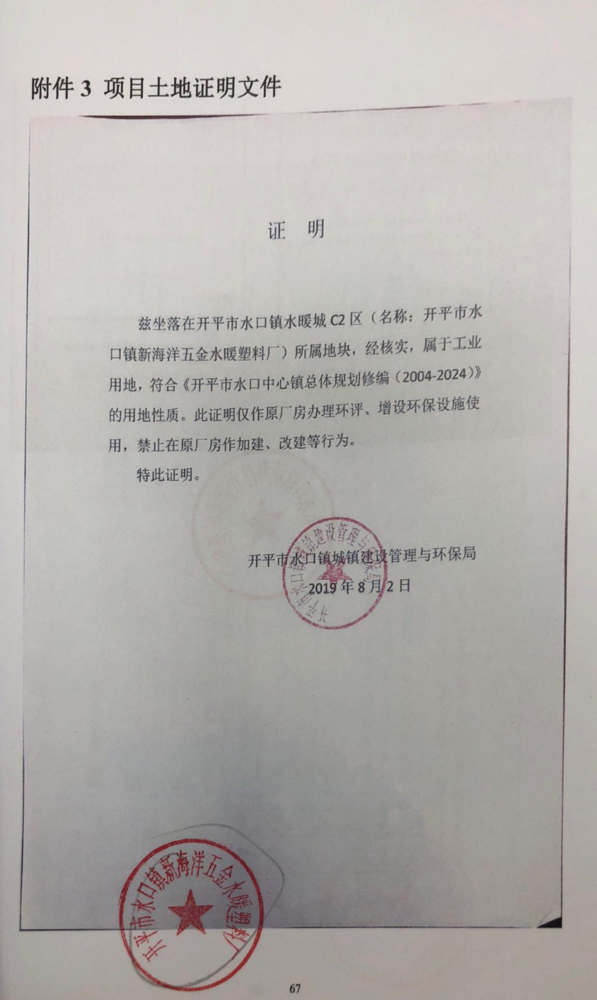 附件 3 项目土地证明文件
证 明
兹坐落在开平市水口镇水暖城 C2 区（名称：开平市水
口镇新海洋五金水暖塑料厂）所属地块，经核实，属于工业
用地，符合《开平市水口中心镇总体规划修编（2004-2024）》
的用地性质。此证明仅作原厂房办理环评、增设环保设施使
用，禁止在原厂房作加建、改建等行为。
特此证明。
开平市水口镇城镇建设管理与环保局
开平市水口镇城镇建设管理与环保局
2019 年 8 月 2 日
开平市水口镇新海洋五金水暖塑料厂
67